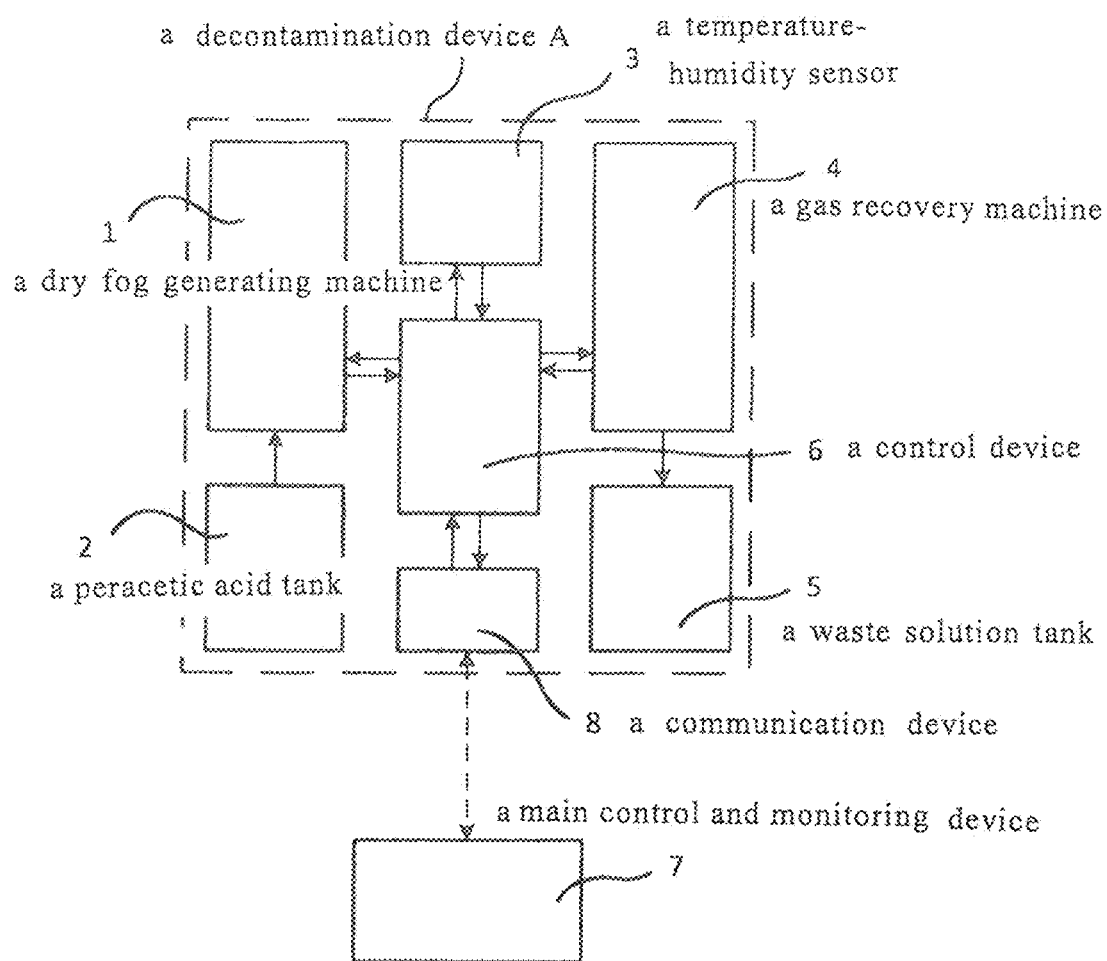 a decontamination device A
3
a temperature-
humidity sensor
1
a dry fog generating machine
4
a gas recovery machine
6 a control device
2
a peracetic acid tank
5
a waste solution tank
8 a communication device
a main control and monitoring device
7